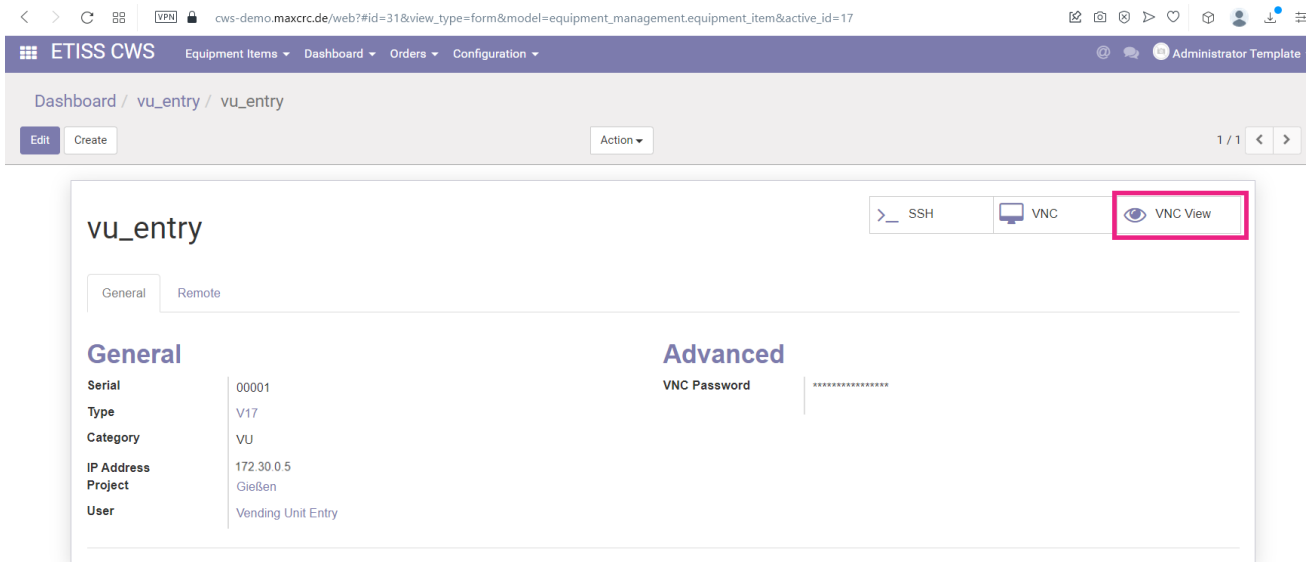 VPN cws-demo.maxcrc.de/web?#id=31&view_type=form&model=equipment_management.equipment_item&active_id=17
ETISS CWS Equipment Items Dashboard Orders Configuration @ Administrator Template
Dashboard / vu_entry / vu_entry
Edit Create Action 1 / 1
vu_entry
SSH VNC VNC View
General Remote
General Advanced
Serial 00001 VNC Password ****************
Type V17
Category VU
IP Address 172.30.0.5
Project Gießen
User Vending Unit Entry